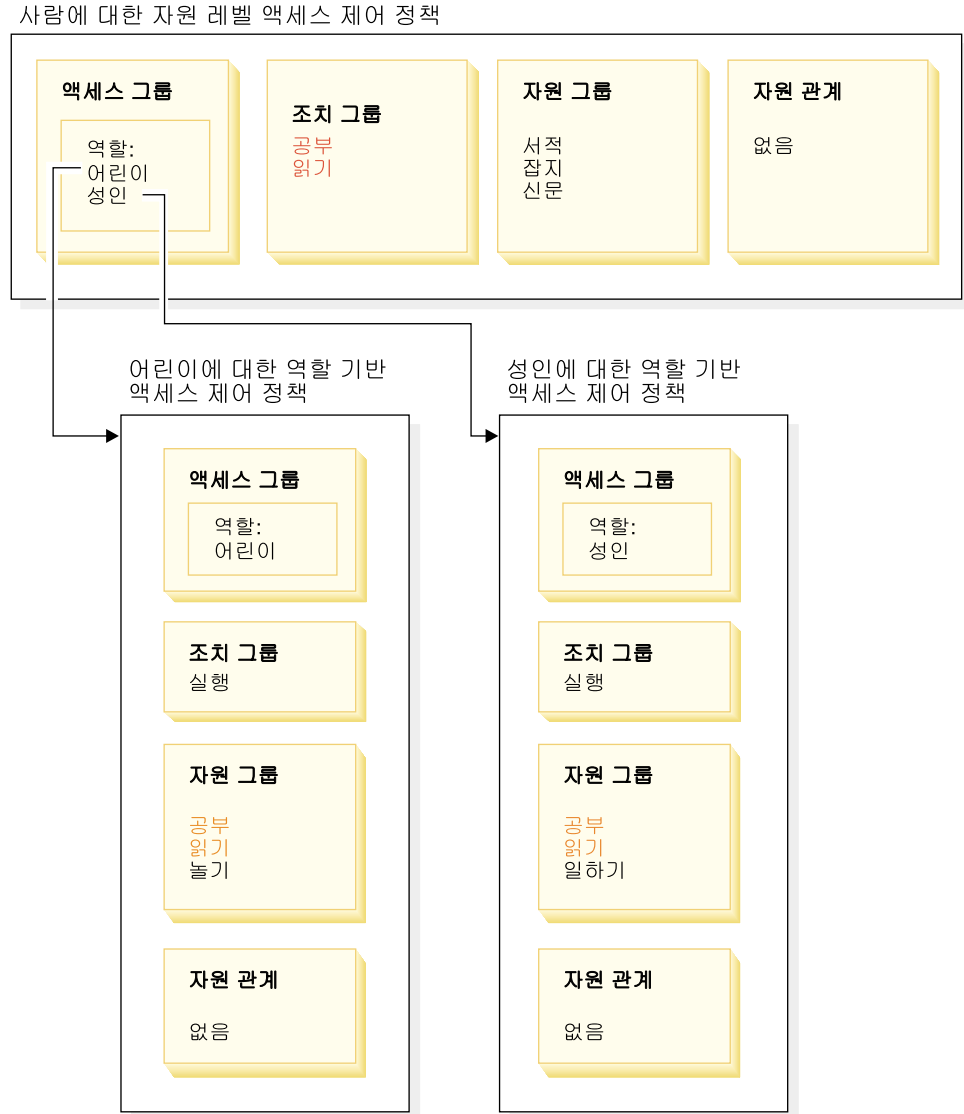 사람에 대한 자원 레벨 액세스 제어 정책
액세스 그룹
역할:
어린이
성인
조치 그룹
공부
읽기
자원 그룹
서적
잡지
신문
자원 관계
없음
어린이에 대한 역할 기반
액세스 제어 정책
액세스 그룹
역할:
어린이
조치 그룹
실행
자원 그룹
공부
읽기
놀기
자원 관계
없음
성인에 대한 역할 기반
액세스 제어 정책
액세스 그룹
역할:
성인
조치 그룹
실행
자원 그룹
공부
읽기
일하기
자원 관계
없음